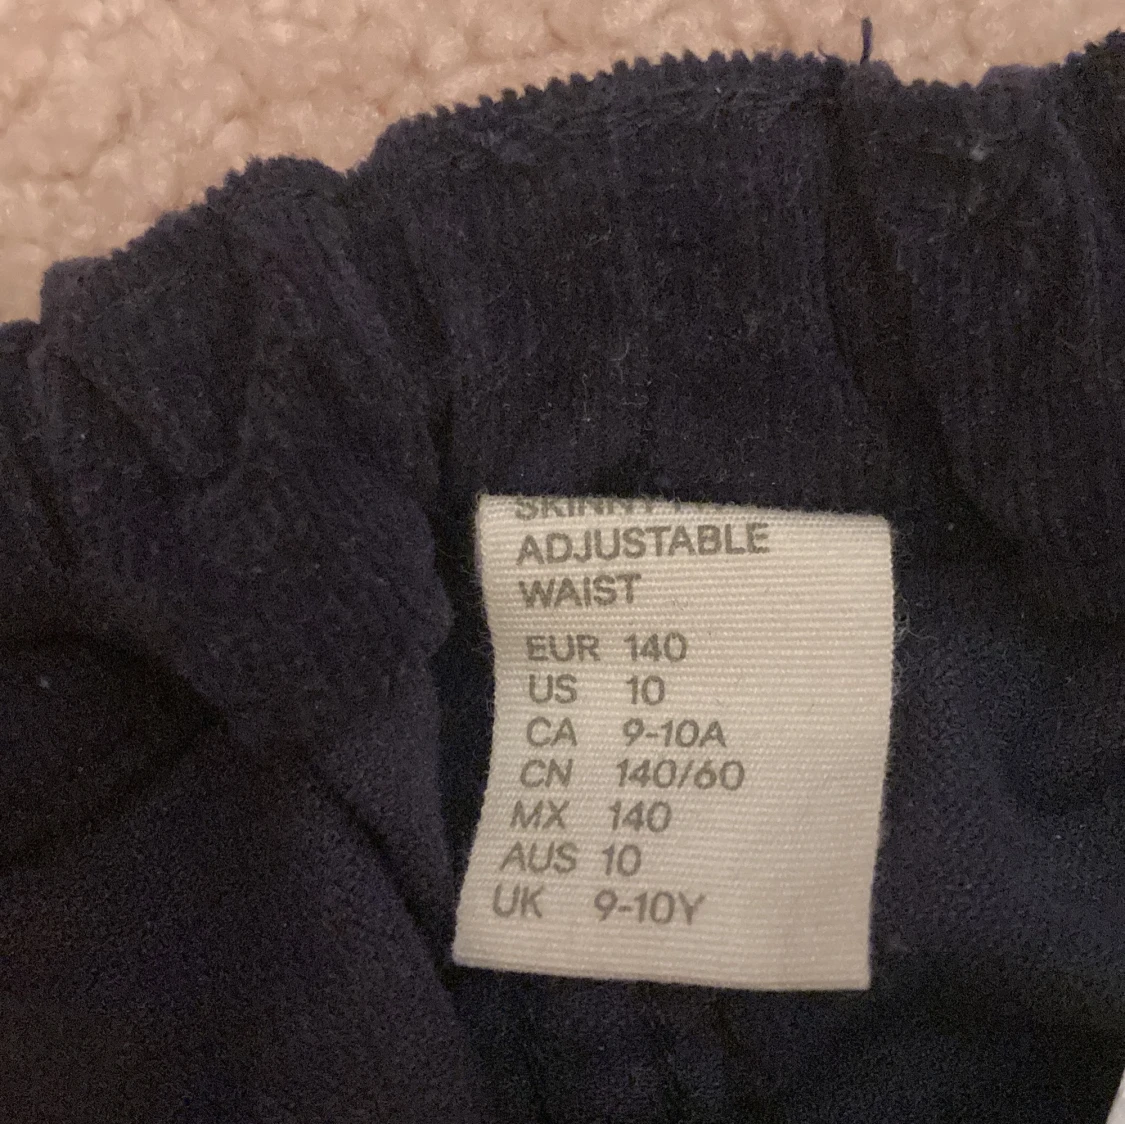 SKINNY
ADJUSTABLE
WAIST
EUR 140
US 10
CA 9-10A
CN 140/60
MX 140
AUS 10
UK 9-10Y